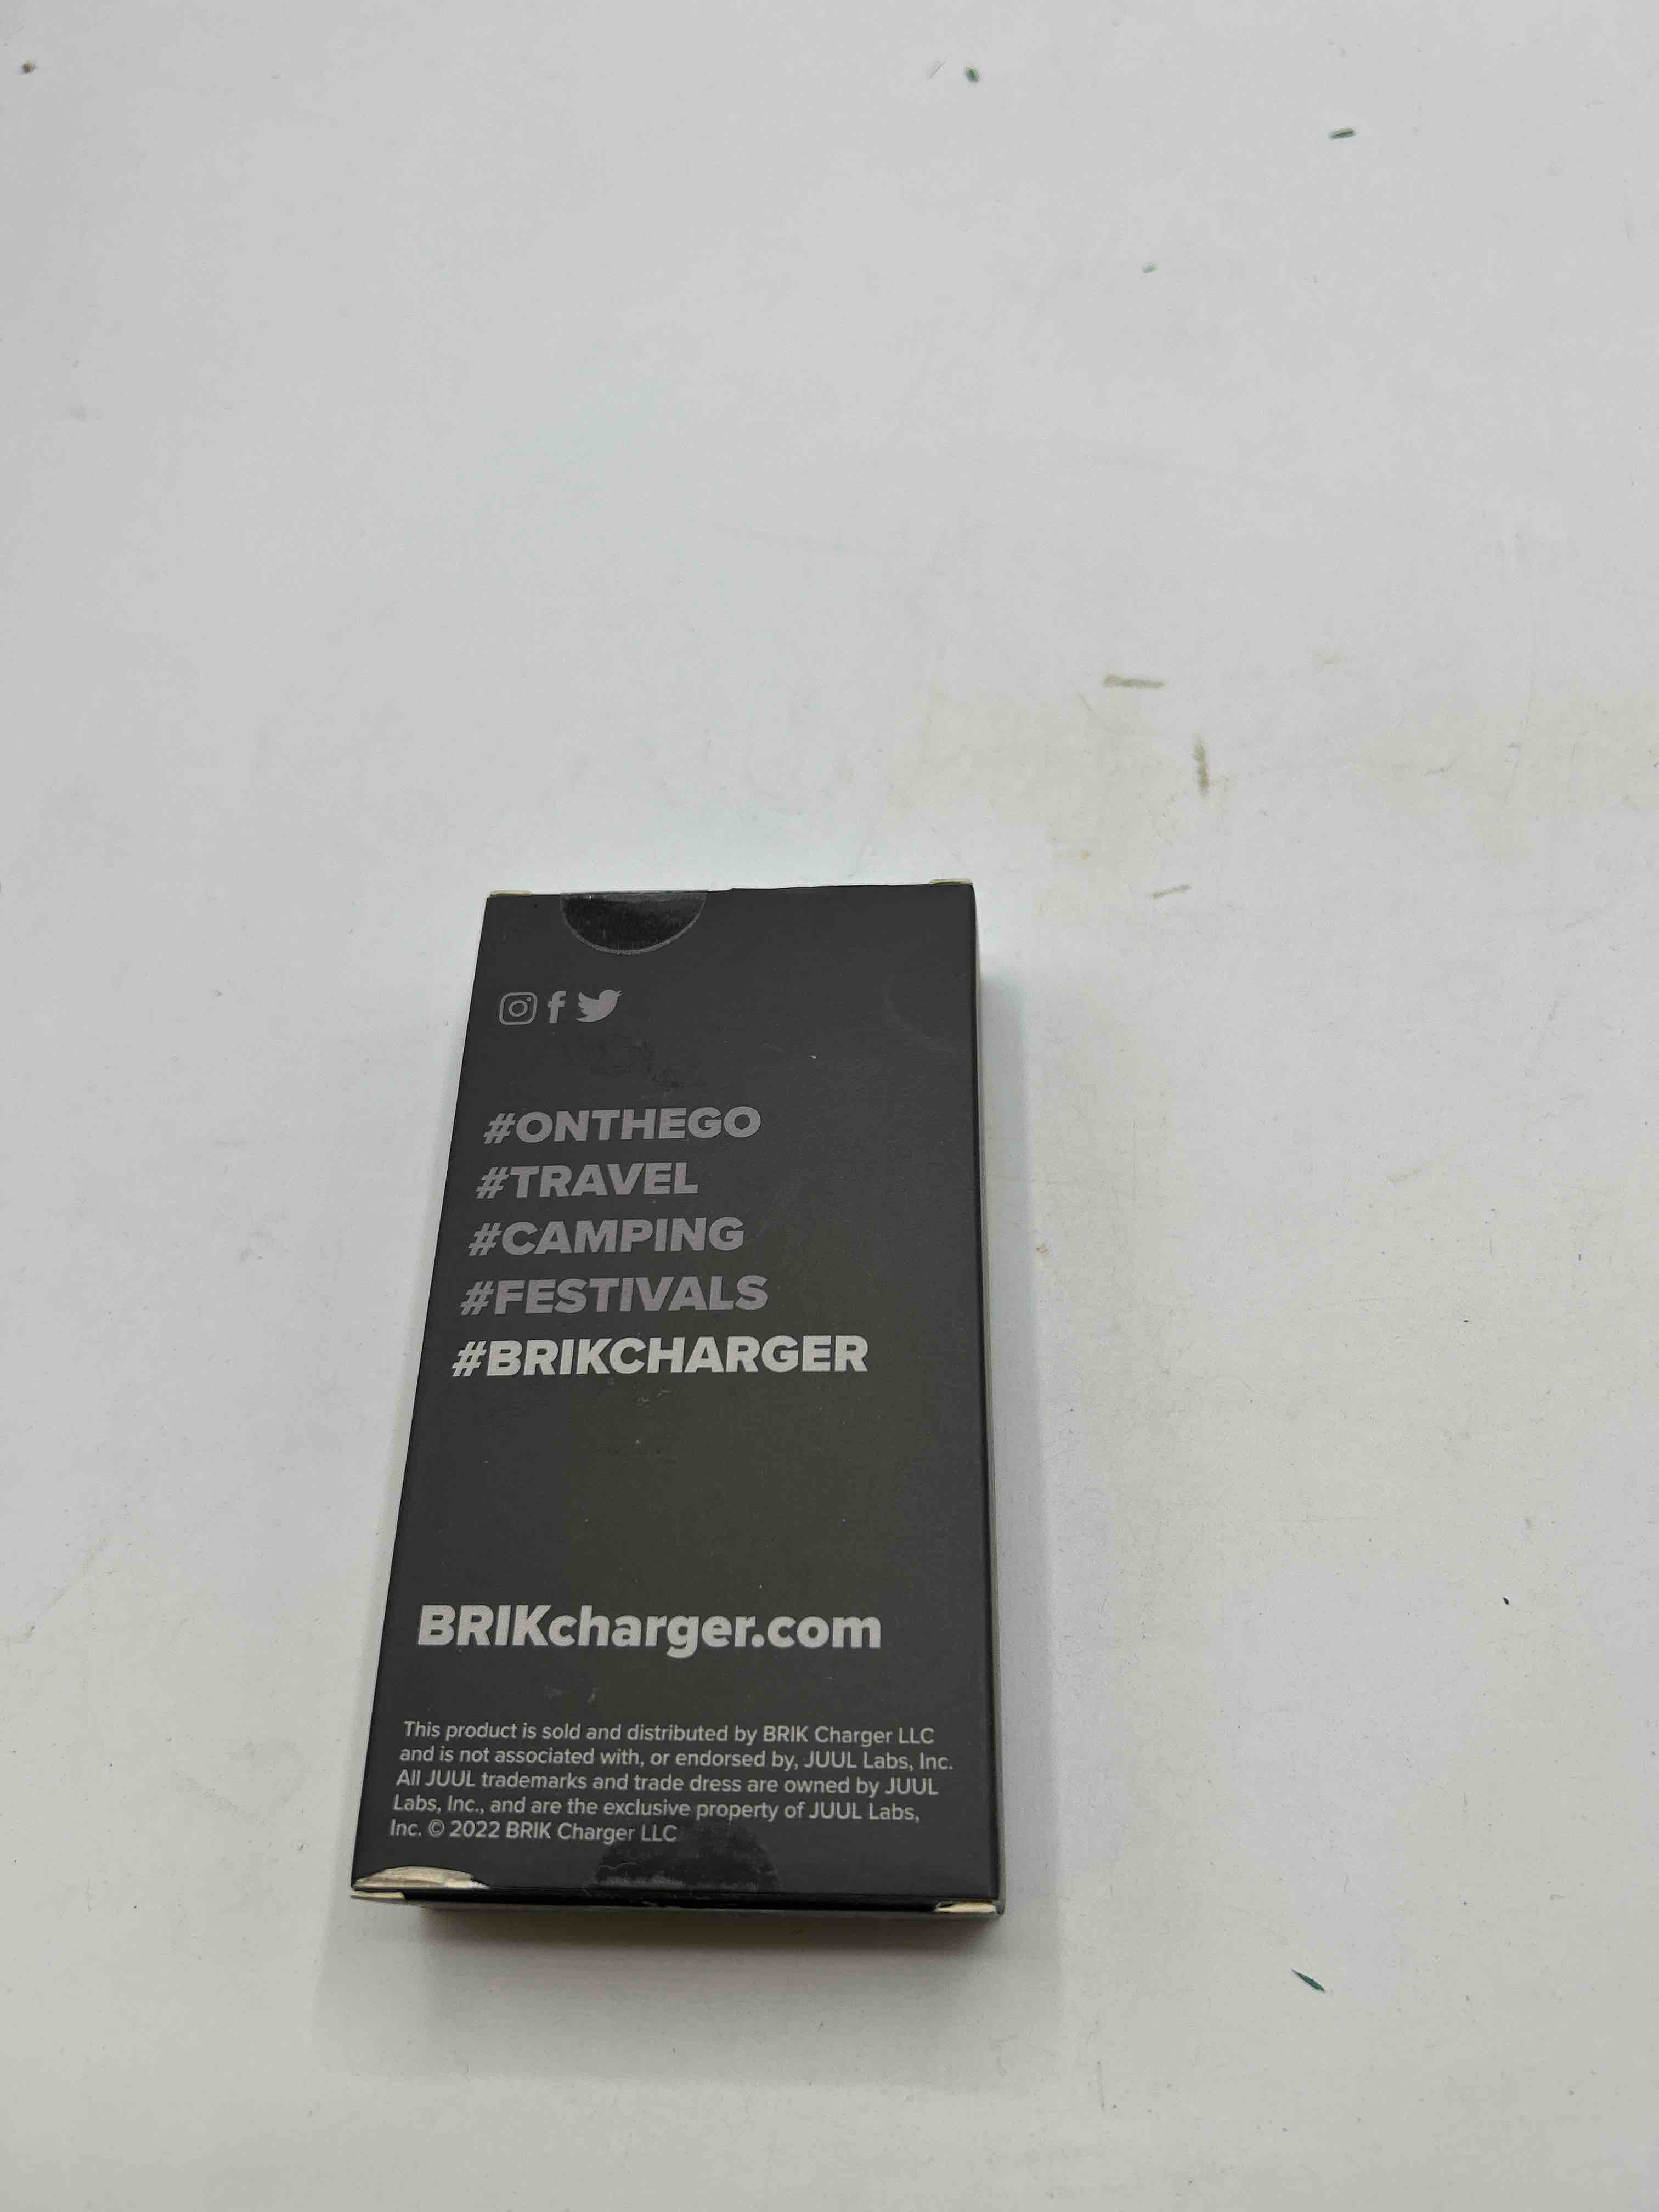 #ONTHEGO
#TRAVEL
#CAMPING
#FESTIVALS
#BRIKCHARGER
BRIKcharger.com
This product is sold and distributed by BRIK Charger LLC
and is not associated with, or endorsed by, JUUL Labs, Inc.
All JUUL trademarks and trade dress are owned by JUUL
Labs, Inc., and are the exclusive property of JUUL Labs,
Inc. © 2022 BRIK Charger LLC